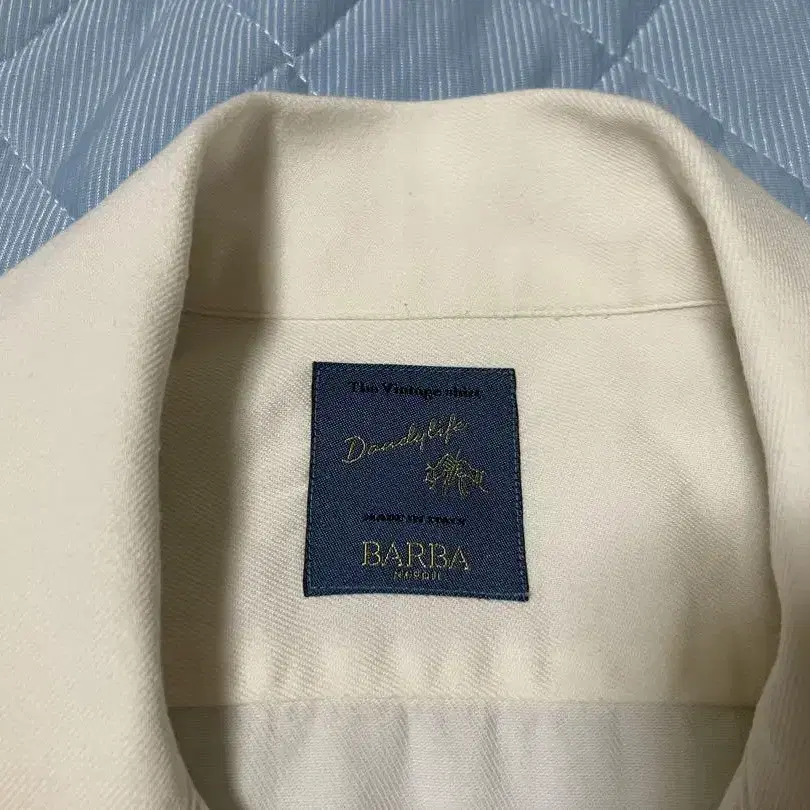 The Vintage shirt
Dandylife
MADE IN ITALY
BARBA
NAPOLI